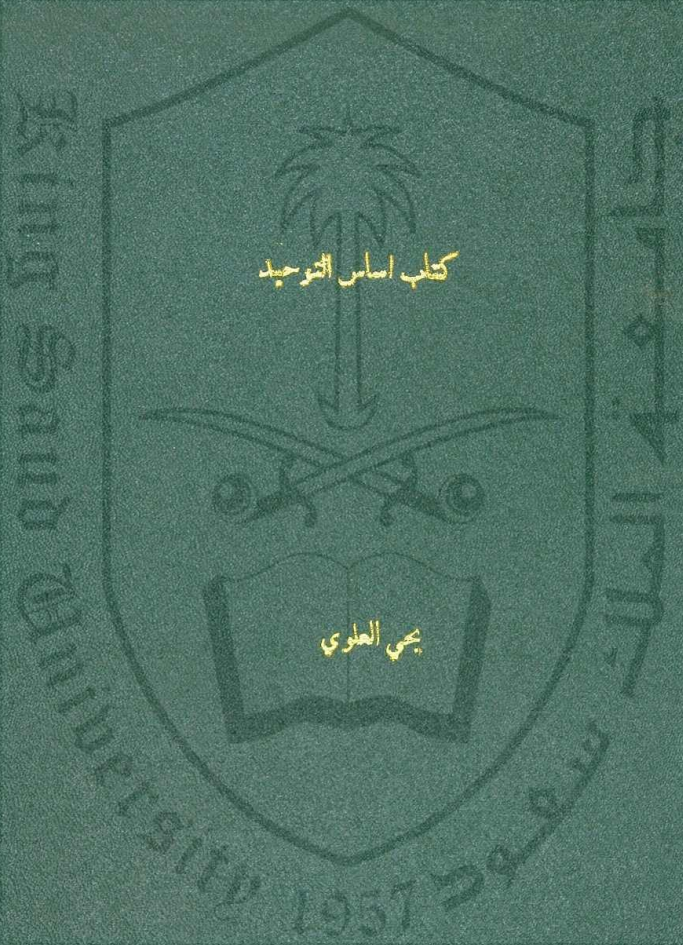 كتاب اساس التوحيد
يحي العلوي
King Saud University 1957
جامعة الملك سعود